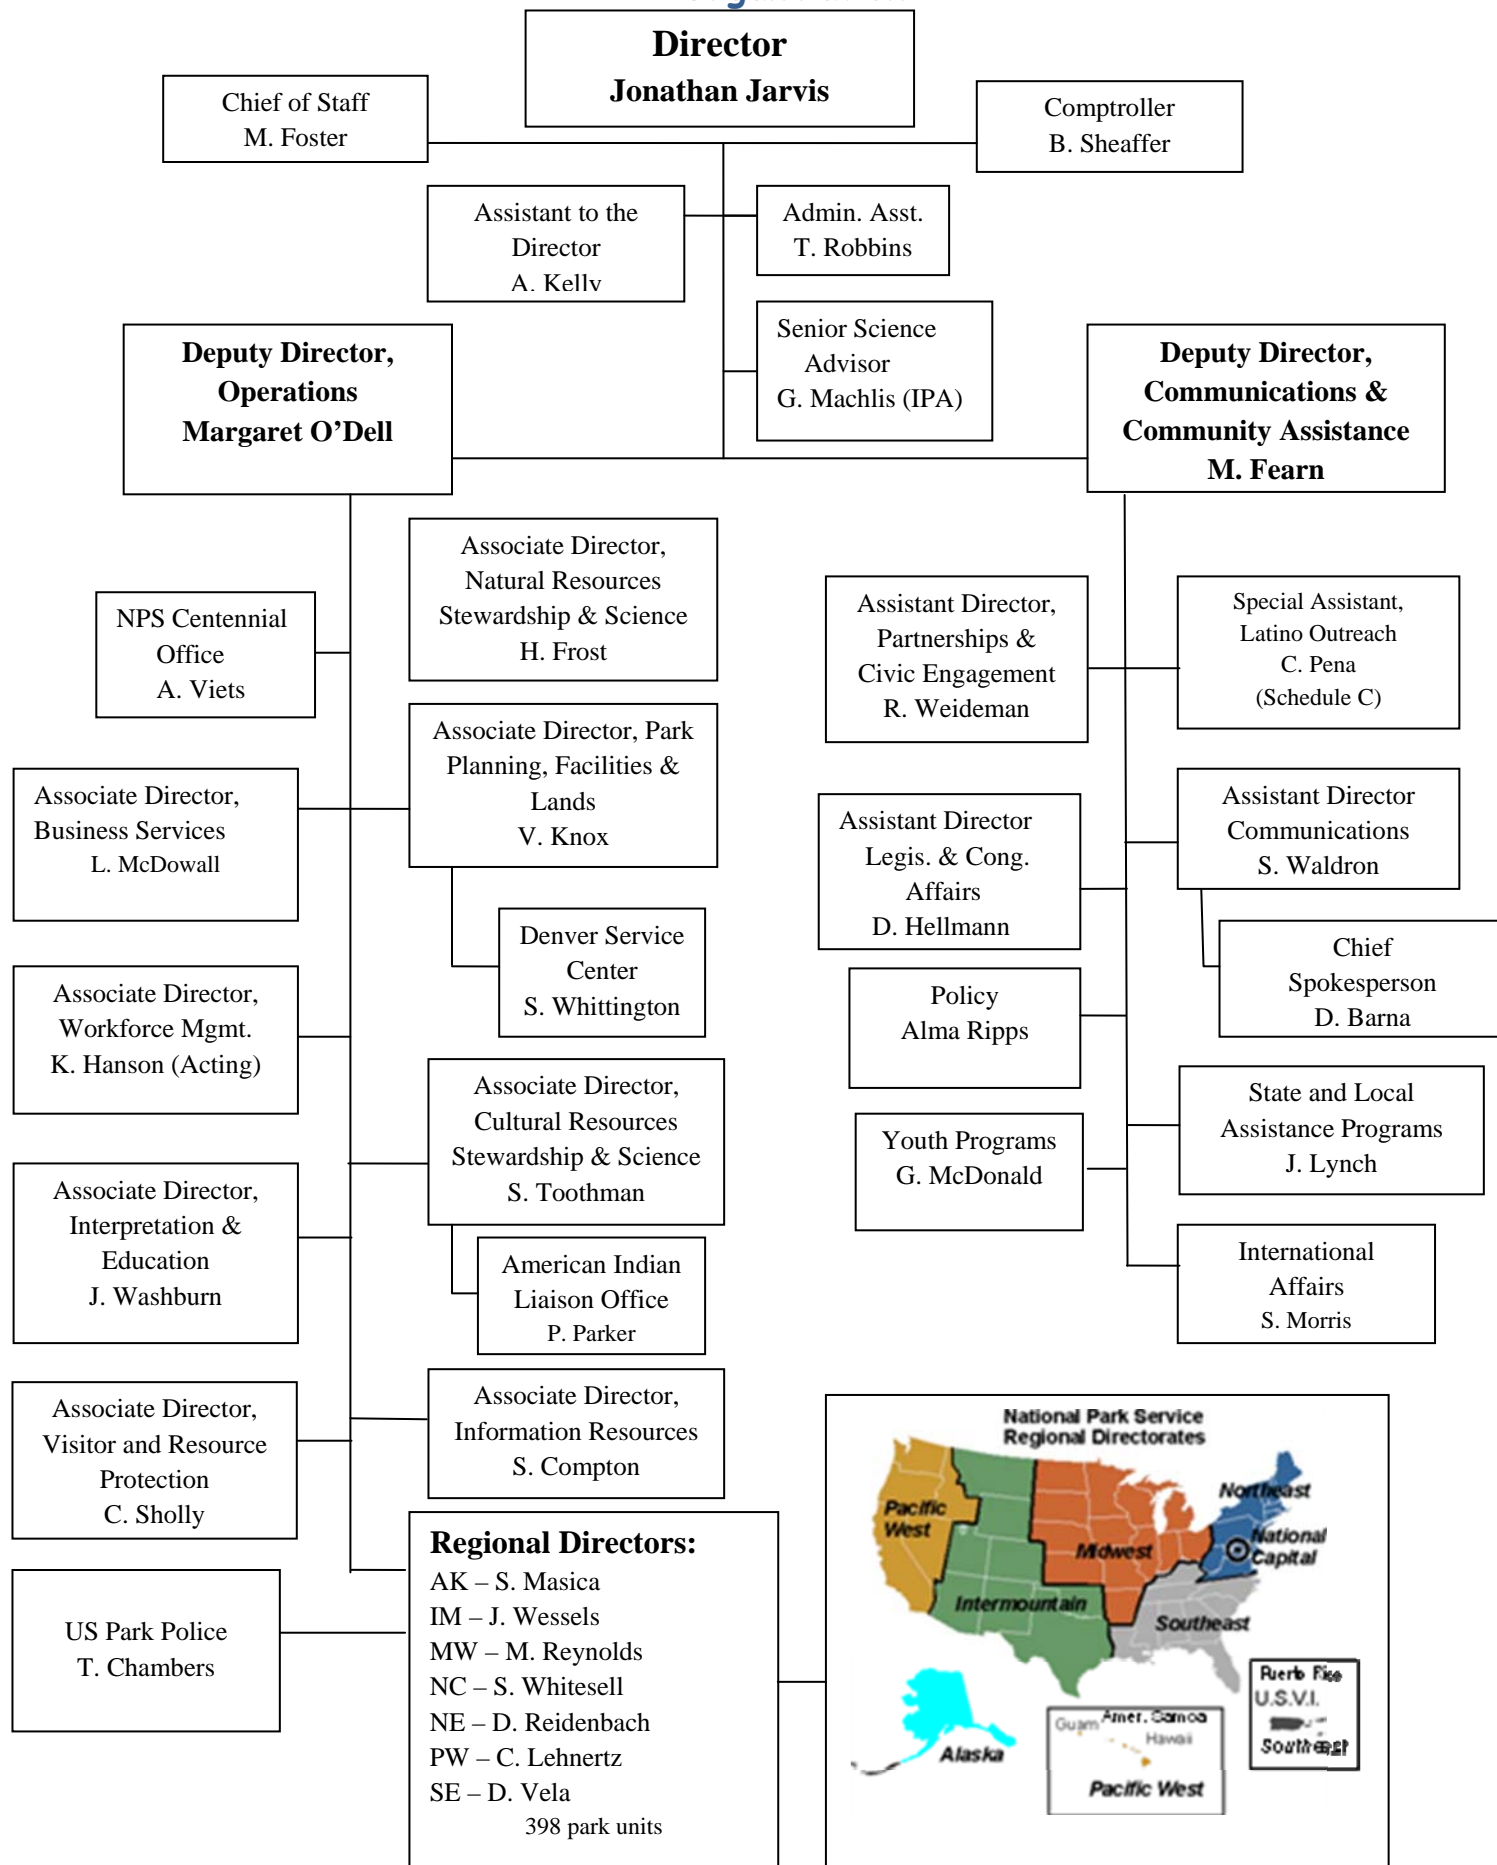 Director
Jonathan Jarvis
Chief of Staff
M. Foster
Comptroller
B. Sheaffer
Assistant to the
Director
A. Kelly
Admin. Asst.
T. Robbins
Senior Science
Advisor
G. Machlis (IPA)
Deputy Director,
Operations
Margaret O’Dell
Deputy Director,
Communications &
Community Assistance
M. Fearn
Associate Director,
Natural Resources
Stewardship & Science
H. Frost
NPS Centennial
Office
A. Viets
Associate Director, Park
Planning, Facilities &
Lands
V. Knox
Associate Director,
Business Services
L. McDowall
Denver Service
Center
S. Whittington
Associate Director,
Workforce Mgmt.
K. Hanson (Acting)
Associate Director,
Cultural Resources
Stewardship & Science
S. Toothman
Associate Director,
Interpretation &
Education
J. Washburn
American Indian
Liaison Office
P. Parker
Associate Director,
Information Resources
S. Compton
Associate Director,
Visitor and Resource
Protection
C. Sholly
US Park Police
T. Chambers
Regional Directors:
AK – S. Masica
IM – J. Wessels
MW – M. Reynolds
NC – S. Whitesell
NE – D. Reidenbach
PW – C. Lehnertz
SE – D. Vela
398 park units
Assistant Director,
Partnerships &
Civic Engagement
R. Weideman
Special Assistant,
Latino Outreach
C. Pena
(Schedule C)
Assistant Director
Legis. & Cong.
Affairs
D. Hellmann
Assistant Director
Communications
S. Waldron
Chief
Spokesperson
D. Barna
Policy
Alma Ripps
State and Local
Assistance Programs
J. Lynch
Youth Programs
G. McDonald
International
Affairs
S. Morris
National Park Service
Regional Directorates
Pacific
West
Northeast
National
Capital
Midwest
Intermountain
Southeast
Alaska
Guam
Amer. Samoa
Hawaii
Pacific West
Puerto
U.S.V.I.